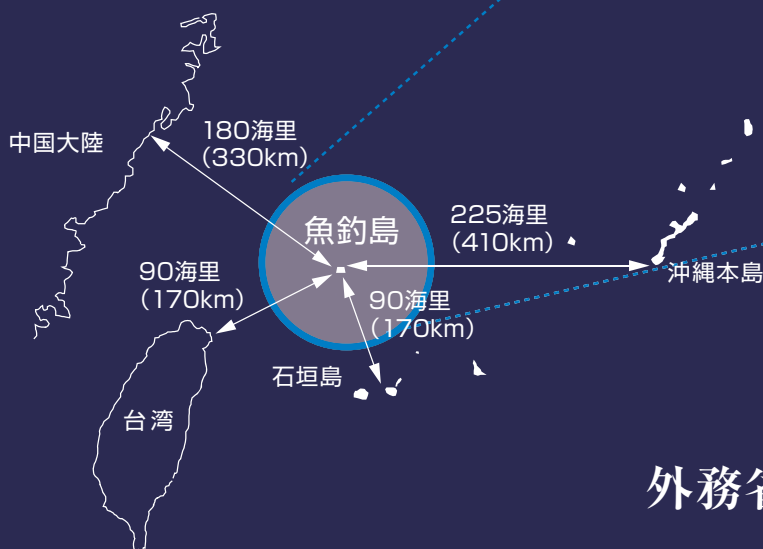 中国大陸
180海里
(330km)
魚釣島
225海里
(410km)
沖縄本島
90海里
(170km)
90海里
(170km)
石垣島
台湾
外務省